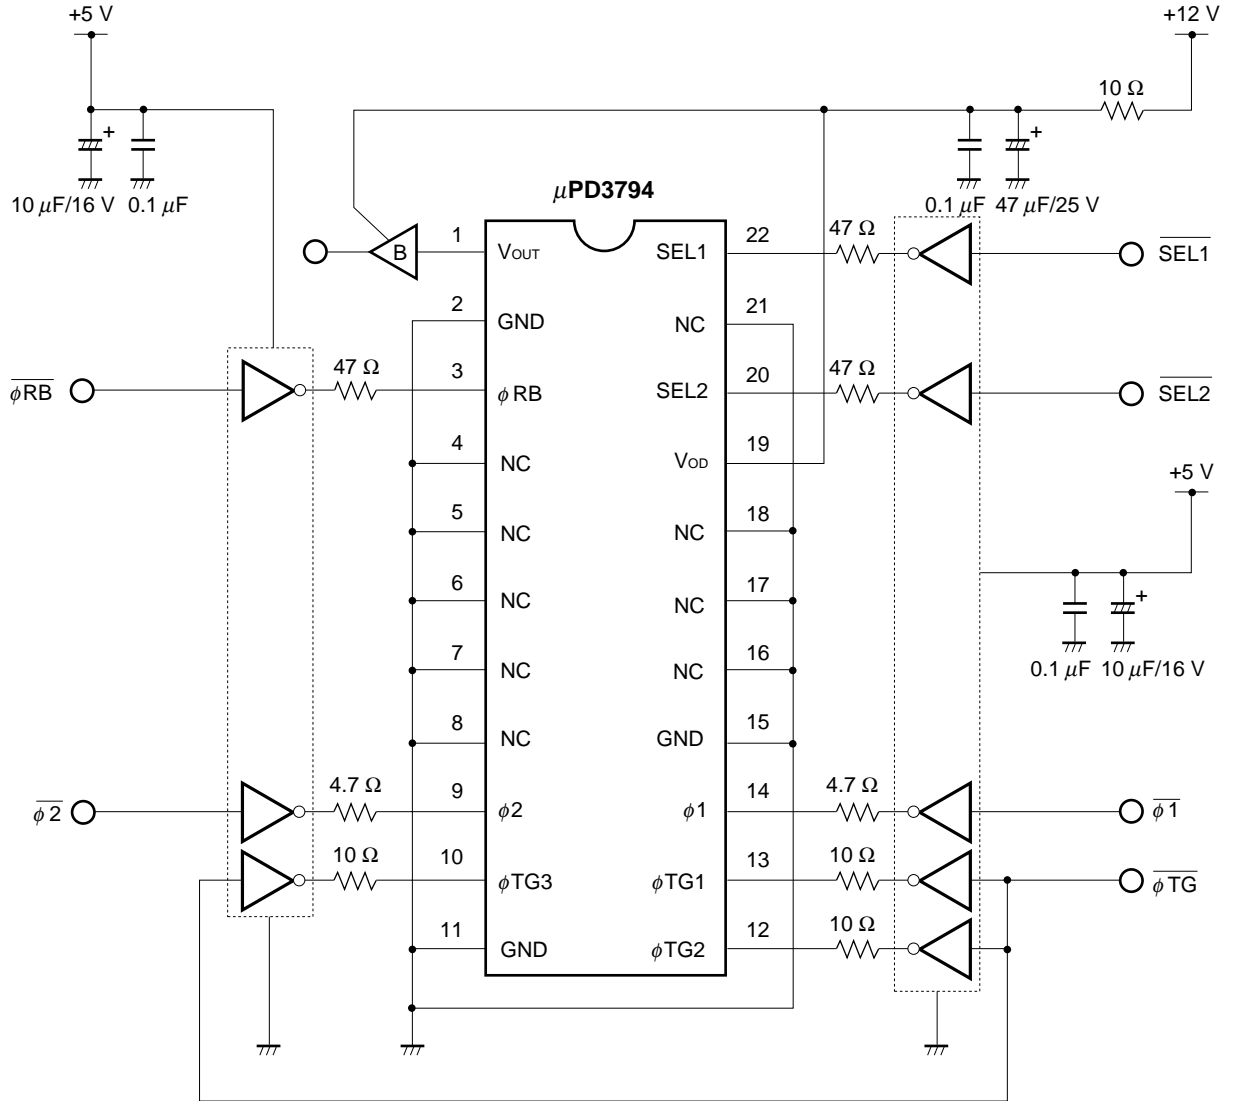 +5 V
+12 V
10 Ω
+
+
10 μF/16 V 0.1 μF
0.1 μF 47 μF/25 V
μPD3794
B
1
VOUT
SEL1
22
47 Ω
SEL1
2
GND
NC
21
φRB
47 Ω
3
φRB
SEL2
20
47 Ω
SEL2
4
NC
VOD
19
+5 V
5
NC
NC
18
6
NC
NC
17
+
7
NC
NC
16
0.1 μF 10 μF/16 V
8
NC
GND
15
φ2
4.7 Ω
9
φ2
φ1
14
4.7 Ω
φ1
10 Ω
10
φTG3
φTG1
13
10 Ω
φTG
11
GND
φTG2
12
10 Ω